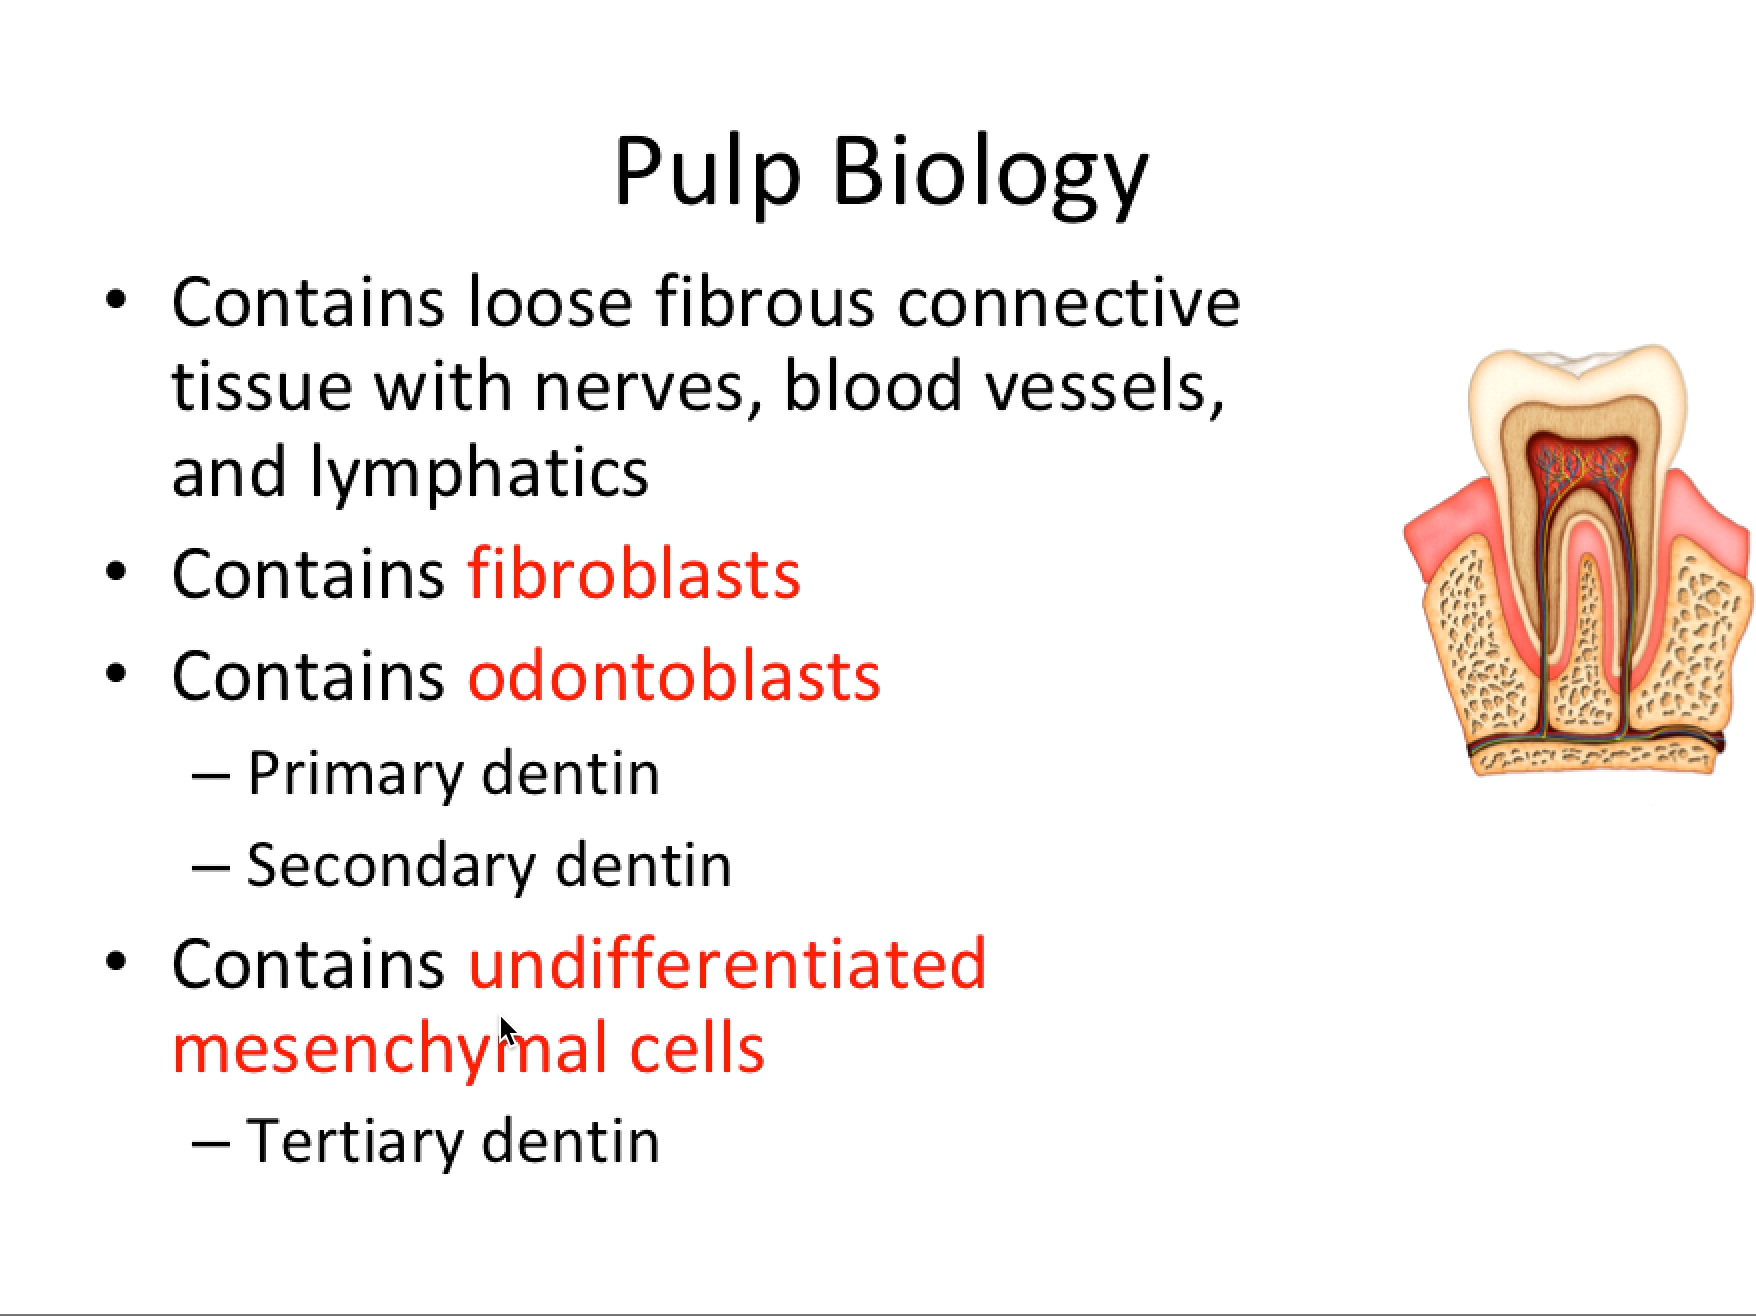 Pulp Biology
• Contains loose fibrous connective
tissue with nerves, blood vessels,
and lymphatics
• Contains fibroblasts
• Contains odontoblasts
– Primary dentin
– Secondary dentin
• Contains undifferentiated
mesenchymal cells
– Tertiary dentin